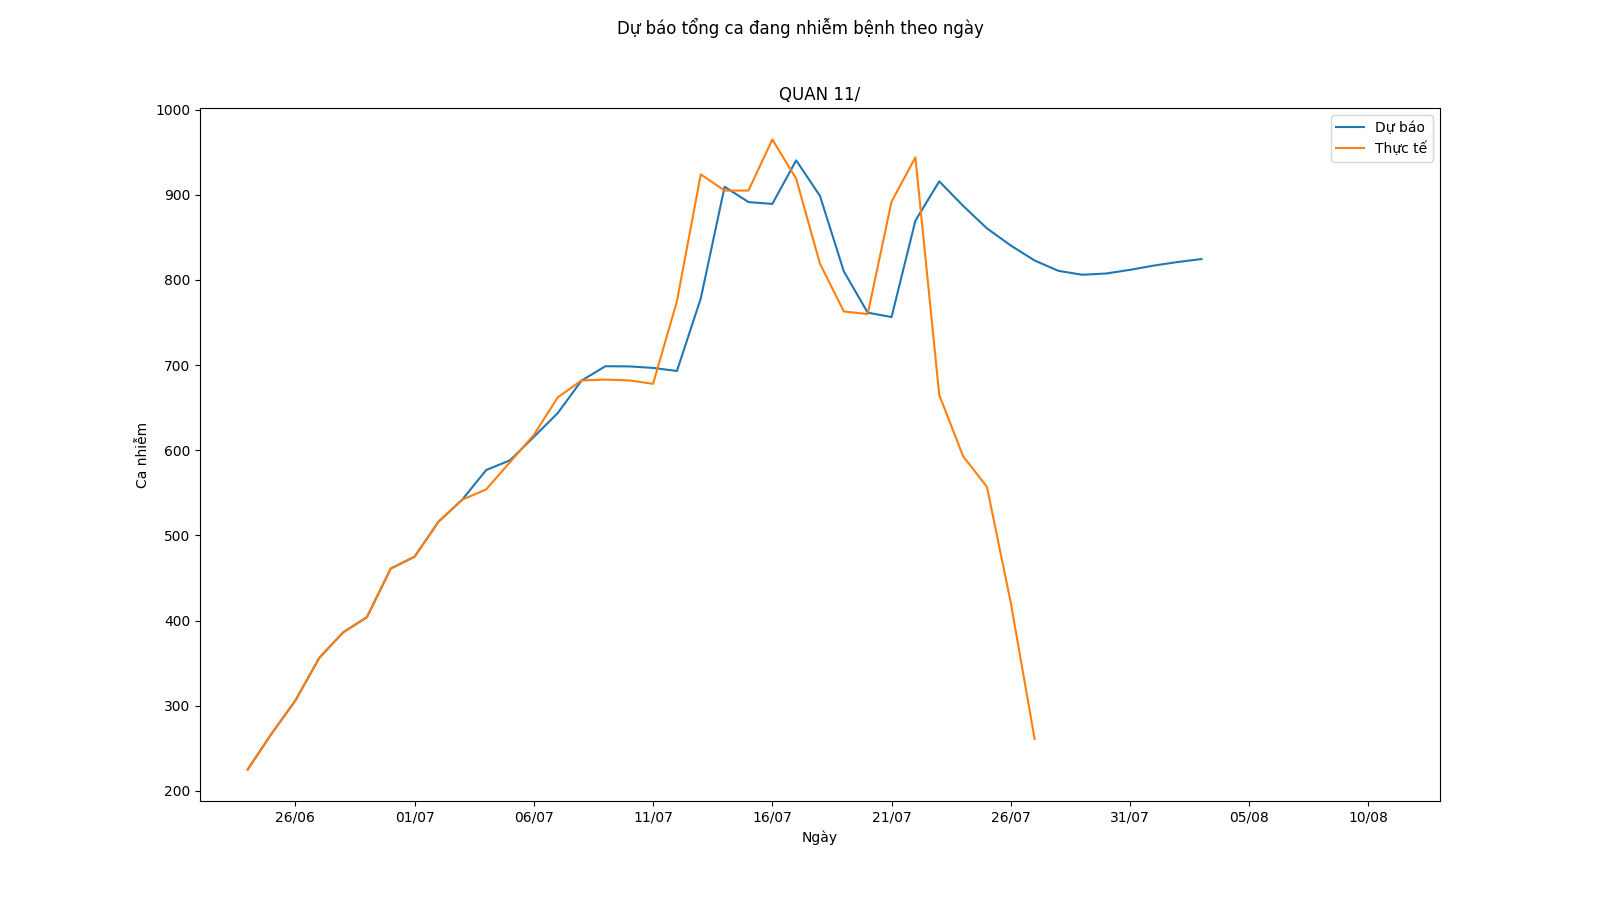 Dự báo tổng ca đang nhiễm bệnh theo ngày
QUAN 11/
1000
900
800
700
600
500
400
300
200
Ca nhiễm
Dự báo
Thực tế
26/06 01/07 06/07 11/07 16/07 21/07 26/07 31/07 05/08 10/08
Ngày